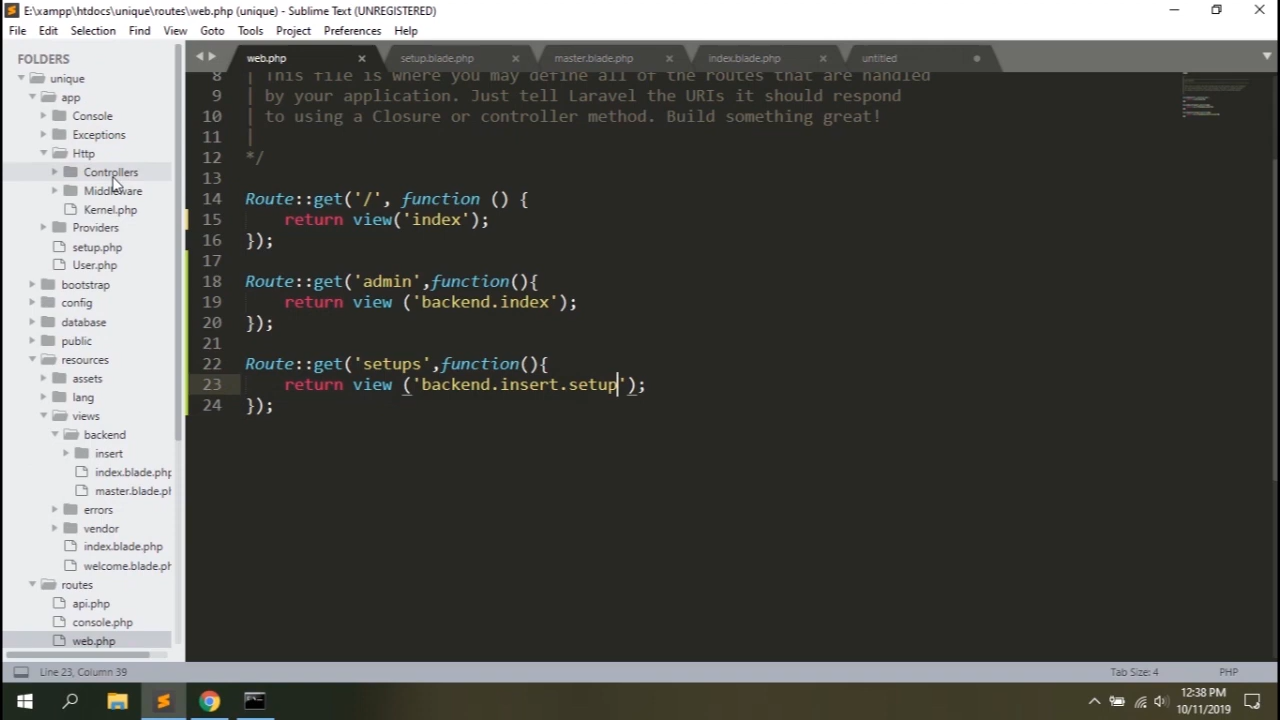 E:\xampp\htdocs\unique\routes\web.php (unique) - Sublime Text (UNREGISTERED)
File Edit Selection Find View Goto Tools Project Preferences Help
FOLDERS
unique
app
Console
Exceptions
Http
Controllers
Middleware
Kernel.php
Providers
setup.php
User.php
bootstrap
config
database
public
resources
assets
lang
views
backend
insert
index.blade.php
master.blade.ph
errors
vendor
index.blade.php
welcome.blade.ph
routes
api.php
console.php
web.php
web.php setup.blade.php master.blade.php index.blade.php untitled
8 | This file is where you may define all of the routes that are handled
9 | by your application. Just tell Laravel the URIs it should respond
10 | to using a Closure or controller method. Build something great!
11 |
12 */
13
14 Route::get('/', function () {
15 return view('index');
16 });
17
18 Route::get('admin',function(){
19 return view ('backend.index');
20 });
21
22 Route::get('setups',function(){
23 return view ('backend.insert.setup');
24 });
Line 23, Column 39
Tab Size: 4
PHP
12:38 PM
10/11/2019